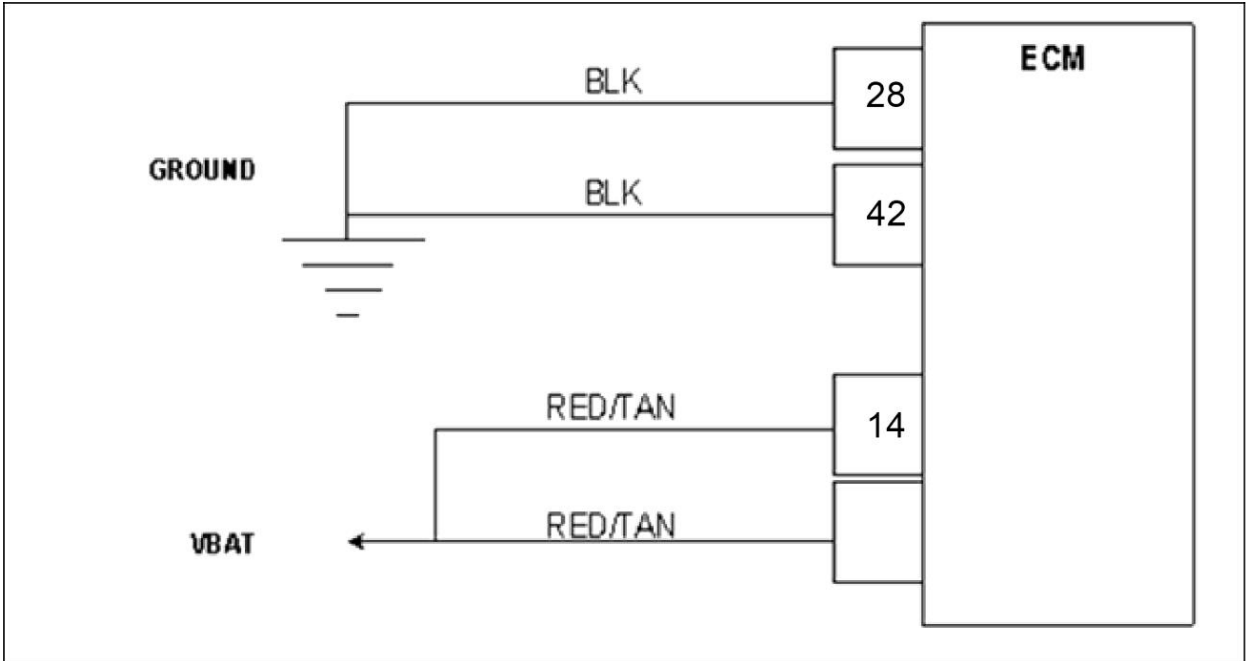 ECM
BLK
28
GROUND
BLK
42
RED/TAN
14
VBAT
RED/TAN